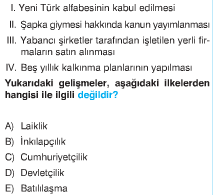 I. Yeni Türk alfabesinin kabul edilmesi
II. Şapka giymesi hakkında kanun yayımlanması
III. Yabancı şirketler tarafından işletilen yerli fir-
maların satın alınması
IV. Beş yıllık kalkınma planlarının yapılması
Yukarıdaki gelişmeler, aşağıdaki ilkelerden
hangisi ile ilgili değildir?
A) Laiklik
B) İnkılapçılık
C) Cumhuriyetçilik
D) Devletçilik
E) Batılılaşma